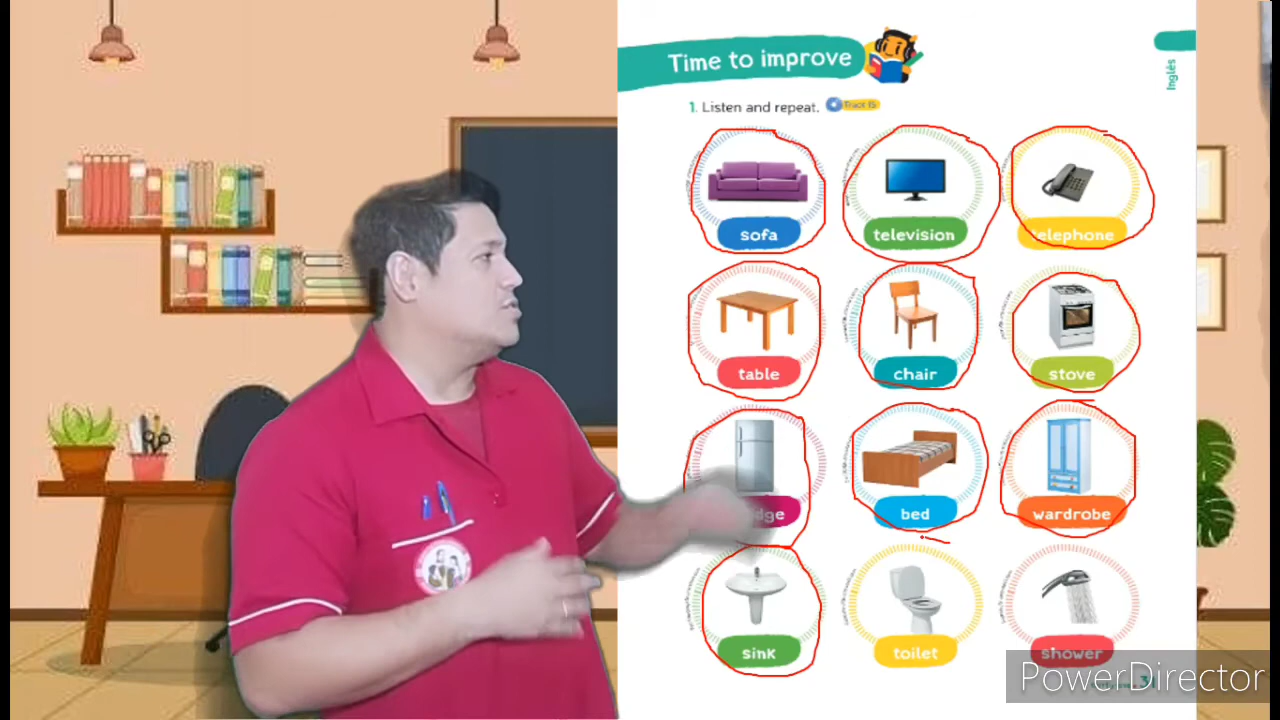 Time to improve
Inglés
1. Listen and repeat. Track 15
sofa television telephone
table chair stove
bed wardrobe
sink toilet shower
PowerDirector